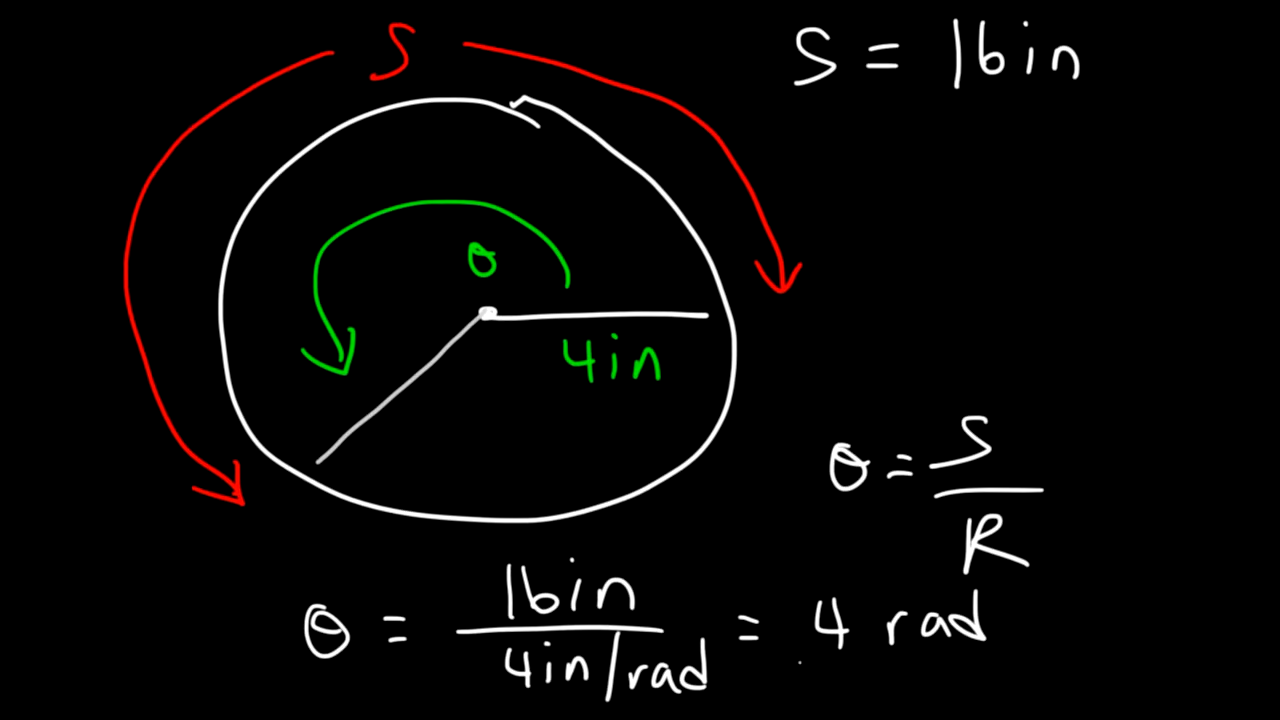 S
S = 16in
θ
4in
θ = S/R
θ = 16in / 4in/rad = 4 rad